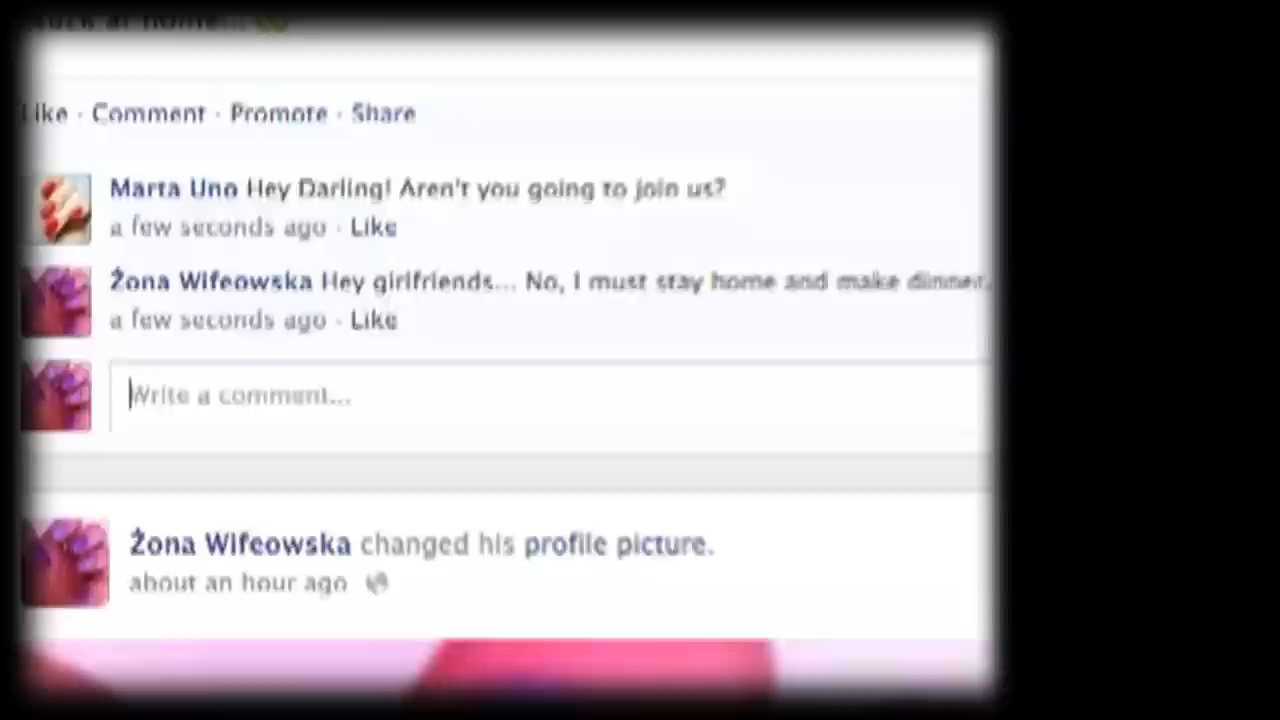 at home...
Like · Comment · Promote · Share
Marta Uno Hey Darling! Aren't you going to join us?
a few seconds ago · Like
Żona Wifeowska Hey girlfriends... No, I must stay home and make dinner.
a few seconds ago · Like
Write a comment...
Żona Wifeowska changed his profile picture.
about an hour ago